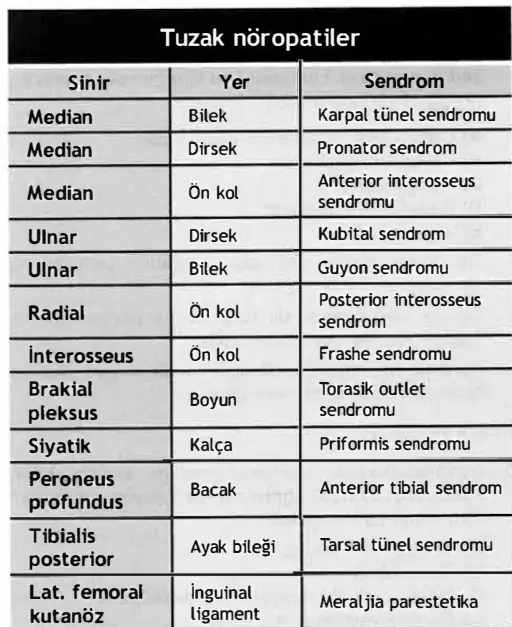 Tuzak nöropatiler
Sinir Yer Sendrom
Median Bilek Karpal tünel sendromu
Median Dirsek Pronator sendrom
Median Ön kol Anterior interosseus
sendromu
Ulnar Dirsek Kubital sendrom
Ulnar Bilek Guyon sendromu
Radial Ön kol Posterior interosseus
sendrom
İnterosseus Ön kol Frashe sendromu
Brakial
pleksus Boyun Torasik outlet
sendromu
Siyatik Kalça Priformis sendromu
Peroneus
profundus Bacak Anterior tibial sendrom
Tibialis
posterior Ayak bileği Tarsal tünel sendromu
Lat. femoral
kutanöz İnguinal
ligament Meraljia parestetika